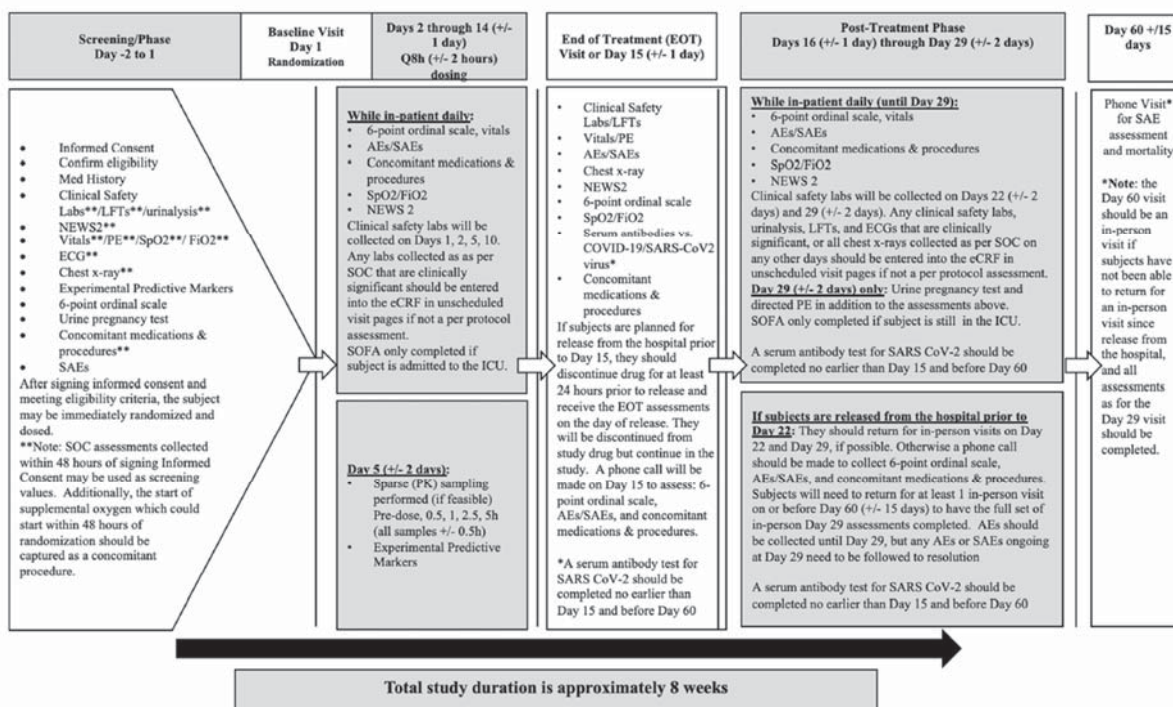 Screening/Phase
Day -2 to 1
Baseline Visit
Day 1
Randomization
Days 2 through 14 (+/-
1 day)
Q8h (+/- 2 hours)
dosing
End of Treatment (EOT)
Visit or Day 15 (+/- 1 day)
Post-Treatment Phase
Days 16 (+/- 1 day) through Day 29 (+/- 2 days)
Day 60 +/15
days
• Informed Consent
• Confirm eligibility
• Med History
• Clinical Safety
Labs**/LFTs**/urinalysis**
• NEWS2**
• Vitals**/PE**/SpO2**/ FiO2**
• ECG**
• Chest x-ray**
• Experimental Predictive Markers
• 6-point ordinal scale
• Urine pregnancy test
• Concomitant medications &
procedures**
• SAEs
After signing informed consent and
meeting eligibility criteria, the subject
may be immediately randomized and
dosed.
**Note: SOC assessments collected
within 48 hours of signing Informed
Consent may be used as screening
values. Additionally, the start of
supplemental oxygen which could
start within 48 hours of
randomization should be
captured as a concomitant
procedure.
While in-patient daily:
• 6-point ordinal scale, vitals
• AEs/SAEs
• Concomitant medications &
procedures
• SpO2/FiO2
• NEWS 2
Clinical safety labs will be
collected on Days 1, 2, 5, 10.
Any labs collected as as per
SOC that are clinically
significant should be entered
into the eCRF in unscheduled
visit pages if not a per protocol
assessment.
SOFA only completed if
subject is admitted to the ICU.
Day 5 (+/- 2 days):
• Sparse (PK) sampling
performed (if feasible)
Pre-dose, 0.5, 1, 2.5, 5h
(all samples +/- 0.5h)
• Experimental Predictive
Markers
• Clinical Safety
Labs/LFTs
• Vitals/PE
• AEs/SAEs
• Chest x-ray
• NEWS2
• 6-point ordinal scale
• SpO2/FiO2
• Serum antibodies vs.
COVID-19/SARS-CoV2
virus*
• Concomitant
medications &
procedures
If subjects are planned for
release from the hospital prior
to Day 15, they should
discontinue drug for at least
24 hours prior to release and
receive the EOT assessments
on the day of release. They
will be discontinued from
study drug but continue in the
study. A phone call will be
made on Day 15 to assess: 6-
point ordinal scale,
AEs/SAEs, and concomitant
medications & procedures.
*A serum antibody test for
SARS CoV-2 should be
completed no earlier than
Day 15 and before Day 60
While in-patient daily (until Day 29):
• 6-point ordinal scale, vitals
• AEs/SAEs
• Concomitant medications & procedures
• SpO2/FiO2
• NEWS 2
Clinical safety labs will be collected on Days 22 (+/- 2
days) and 29 (+/- 2 days). Any clinical safety labs,
urinalysis, LFTs, and ECGs that are clinically
significant, or all chest x-rays collected as per SOC on
any other days should be entered into the eCRF in
unscheduled visit pages if not a per protocol assessment.
Day 29 (+/- 2 days) only: Urine pregnancy test and
directed PE in addition to the assessments above.
SOFA only completed if subject is still in the ICU.
A serum antibody test for SARS CoV-2 should be
completed no earlier than Day 15 and before Day 60
If subjects are released from the hospital prior to
Day 22: They should return for in-person visits on Day
22 and Day 29, if possible. Otherwise a phone call
should be made to collect 6-point ordinal scale,
AEs/SAEs, and concomitant medications & procedures.
Subjects will need to return for at least 1 in-person visit
on or before Day 60 (+/- 15 days) to have the full set of
in-person Day 29 assessments completed. AEs should
be collected until Day 29, but any AEs or SAEs ongoing
at Day 29 need to be followed to resolution
A serum antibody test for SARS CoV-2 should be
completed no earlier than Day 15 and before Day 60
Phone Visit*
for SAE
assessment
and mortality
*Note: the
Day 60 visit
should be an
in-person
visit if
subjects have
not been able
to return for
an in-person
visit since
release from
the hospital,
and all
assessments
as for the
Day 29 visit
should be
completed.
Total study duration is approximately 8 weeks